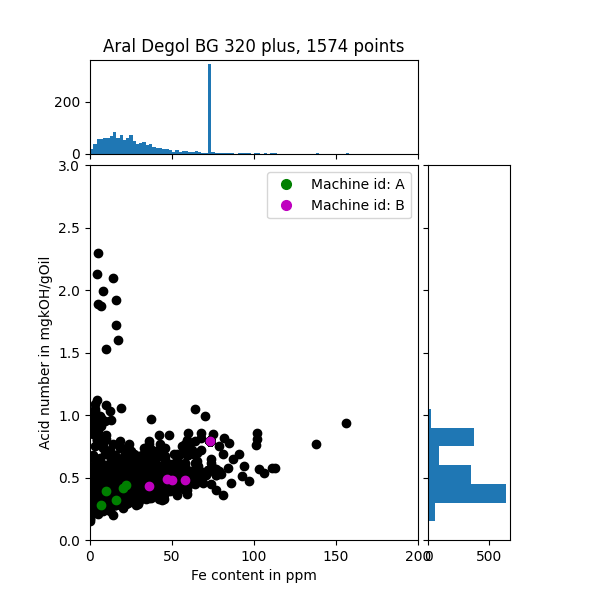 Aral Degol BG 320 plus, 1574 points
200
0
3.0
2.5
2.0
1.5
1.0
0.5
0.0
Acid number in mgkOH/gOil
Machine id: A
Machine id: B
0 50 100 150 200
0 500
Fe content in ppm